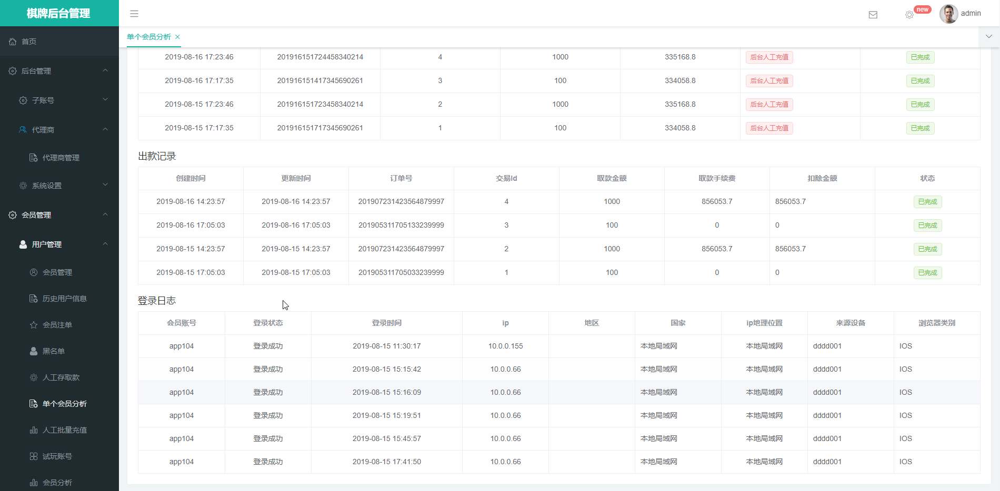 棋牌后台管理
new
admin
单个会员分析
首页
后台管理
子账号
代理商
代理商管理
系统设置
会员管理
用户管理
会员管理
历史用户信息
会员注单
黑名单
人工存取款
单个会员分析
人工批量充值
试玩账号
会员分析
2019-08-16 17:23:46 201916151724458340214 4 1000 335168.8 后台人工充值 已完成
2019-08-16 17:17:35 201916151417345690261 3 100 334058.8 后台人工充值 已完成
2019-08-15 17:23:46 201916151723458340214 2 1000 335168.8 后台人工充值 已完成
2019-08-15 17:17:35 201916151717345690261 1 100 334058.8 后台人工充值 已完成
出款记录
创建时间 更新时间 订单号 交易Id 取款金额 取款手续费 扣除金额 状态
2019-08-16 14:23:57 2019-08-16 14:23:57 201907231423564879997 4 1000 856053.7 856053.7 已完成
2019-08-16 17:05:03 2019-08-16 17:05:03 201905311705133239999 3 100 0 0 已完成
2019-08-15 14:23:57 2019-08-15 14:23:57 201907231423564879997 2 1000 856053.7 856053.7 已完成
2019-08-15 17:05:03 2019-08-15 17:05:03 201905311705033239999 1 100 0 0 已完成
登录日志
会员账号 登录状态 登录时间 ip 地区 国家 ip地理位置 来源设备 浏览器类别
app104 登录成功 2019-08-15 11:30:17 10.0.0.155 本地局域网 本地局域网 dddd001 IOS
app104 登录成功 2019-08-15 15:15:42 10.0.0.66 本地局域网 本地局域网 dddd001 IOS
app104 登录成功 2019-08-15 15:16:09 10.0.0.66 本地局域网 本地局域网 dddd001 IOS
app104 登录成功 2019-08-15 15:19:51 10.0.0.66 本地局域网 本地局域网 dddd001 IOS
app104 登录成功 2019-08-15 15:45:57 10.0.0.66 本地局域网 本地局域网 dddd001 IOS
app104 登录成功 2019-08-15 17:41:50 10.0.0.66 本地局域网 本地局域网 dddd001 IOS